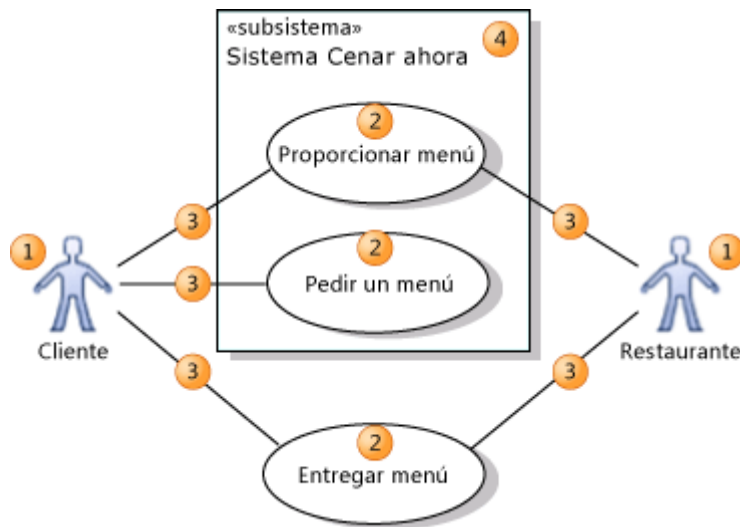 «subsistema»
Sistema Cenar ahora
4
2
Proporcionar menú
3
3
1
1
2
3
Pedir un menú
Cliente
Restaurante
3
3
2
Entregar menú